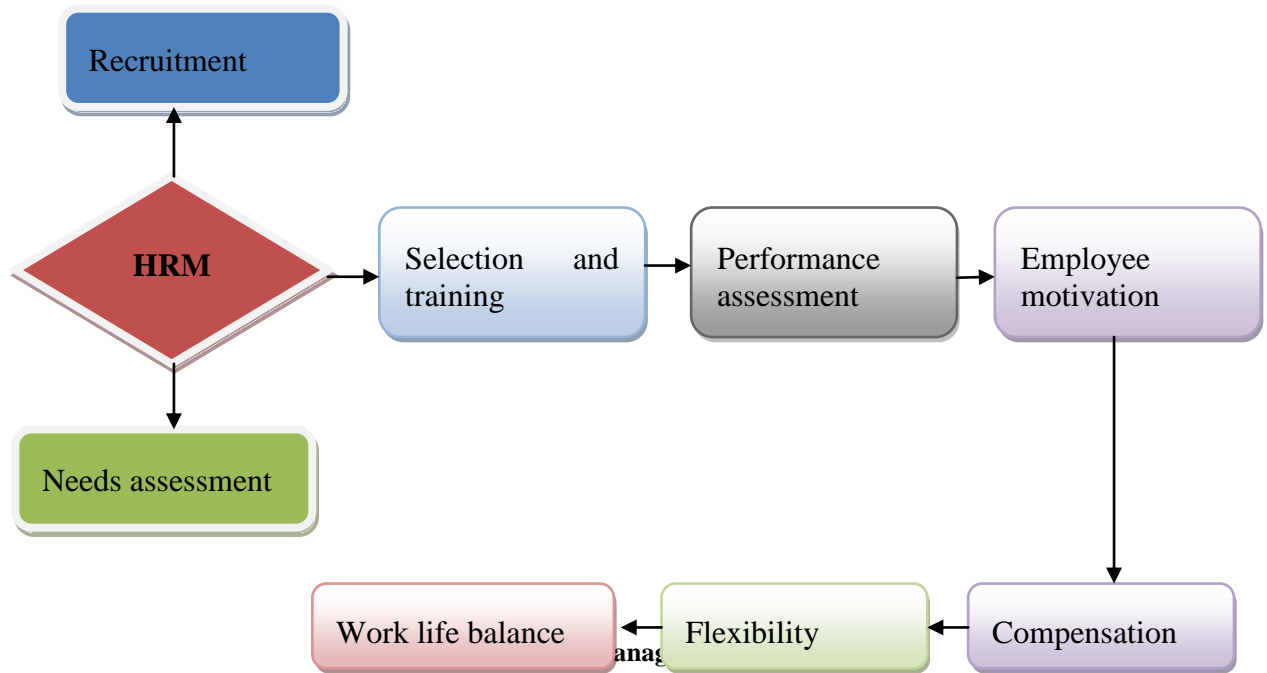 Recruitment
HRM
Selection and
training
Performance
assessment
Employee
motivation
Needs assessment
Work life balance
Flexibility
Compensation